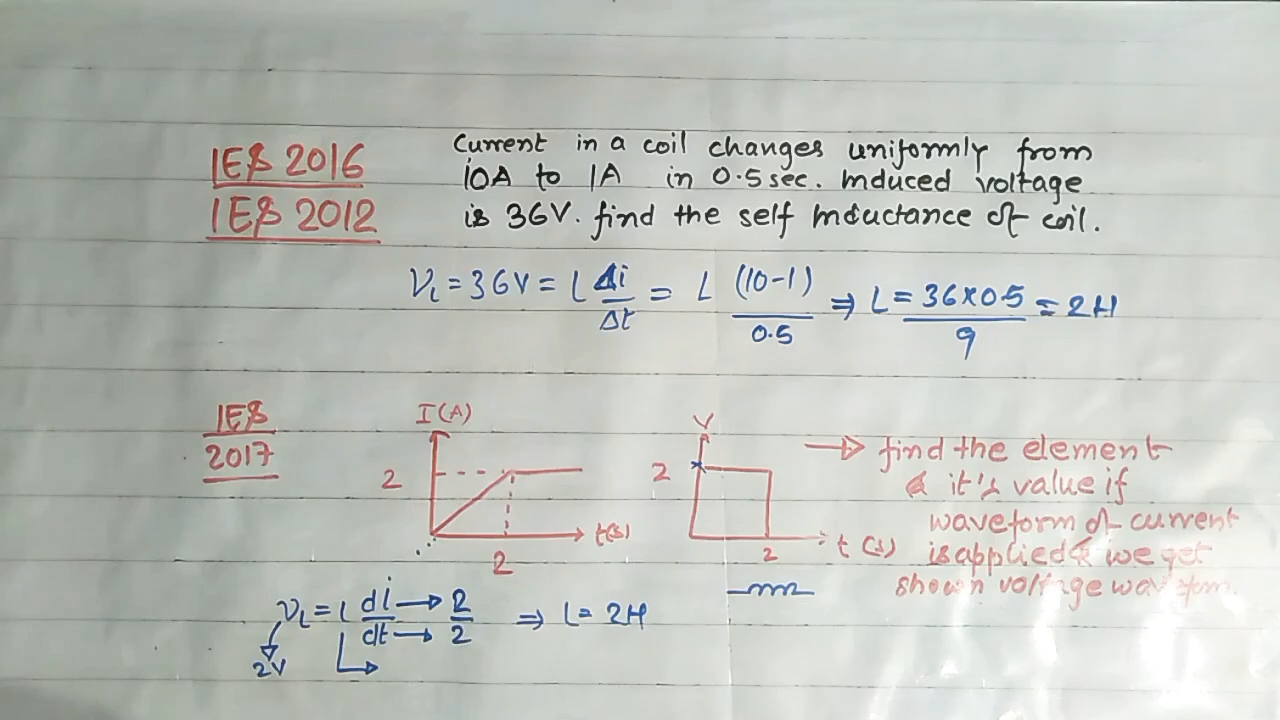 IES 2016
IES 2012
Current in a coil changes uniformly from
10A to 1A in 0.5 sec. Induced voltage
is 36V. find the self inductance of coil.
VL = 36V = L Δi/Δt = L (10-1)/0.5 ⇒ L = 36×0.5/9 = 2H
IES
2017
I(A)
2
2
t(s)
V
2
2
t (s)
→ find the element
& it's value if
waveform of current
is applied & we get
shown voltage waveform.
VL = L di/dt → 2/2 ⇒ L = 2H
2V